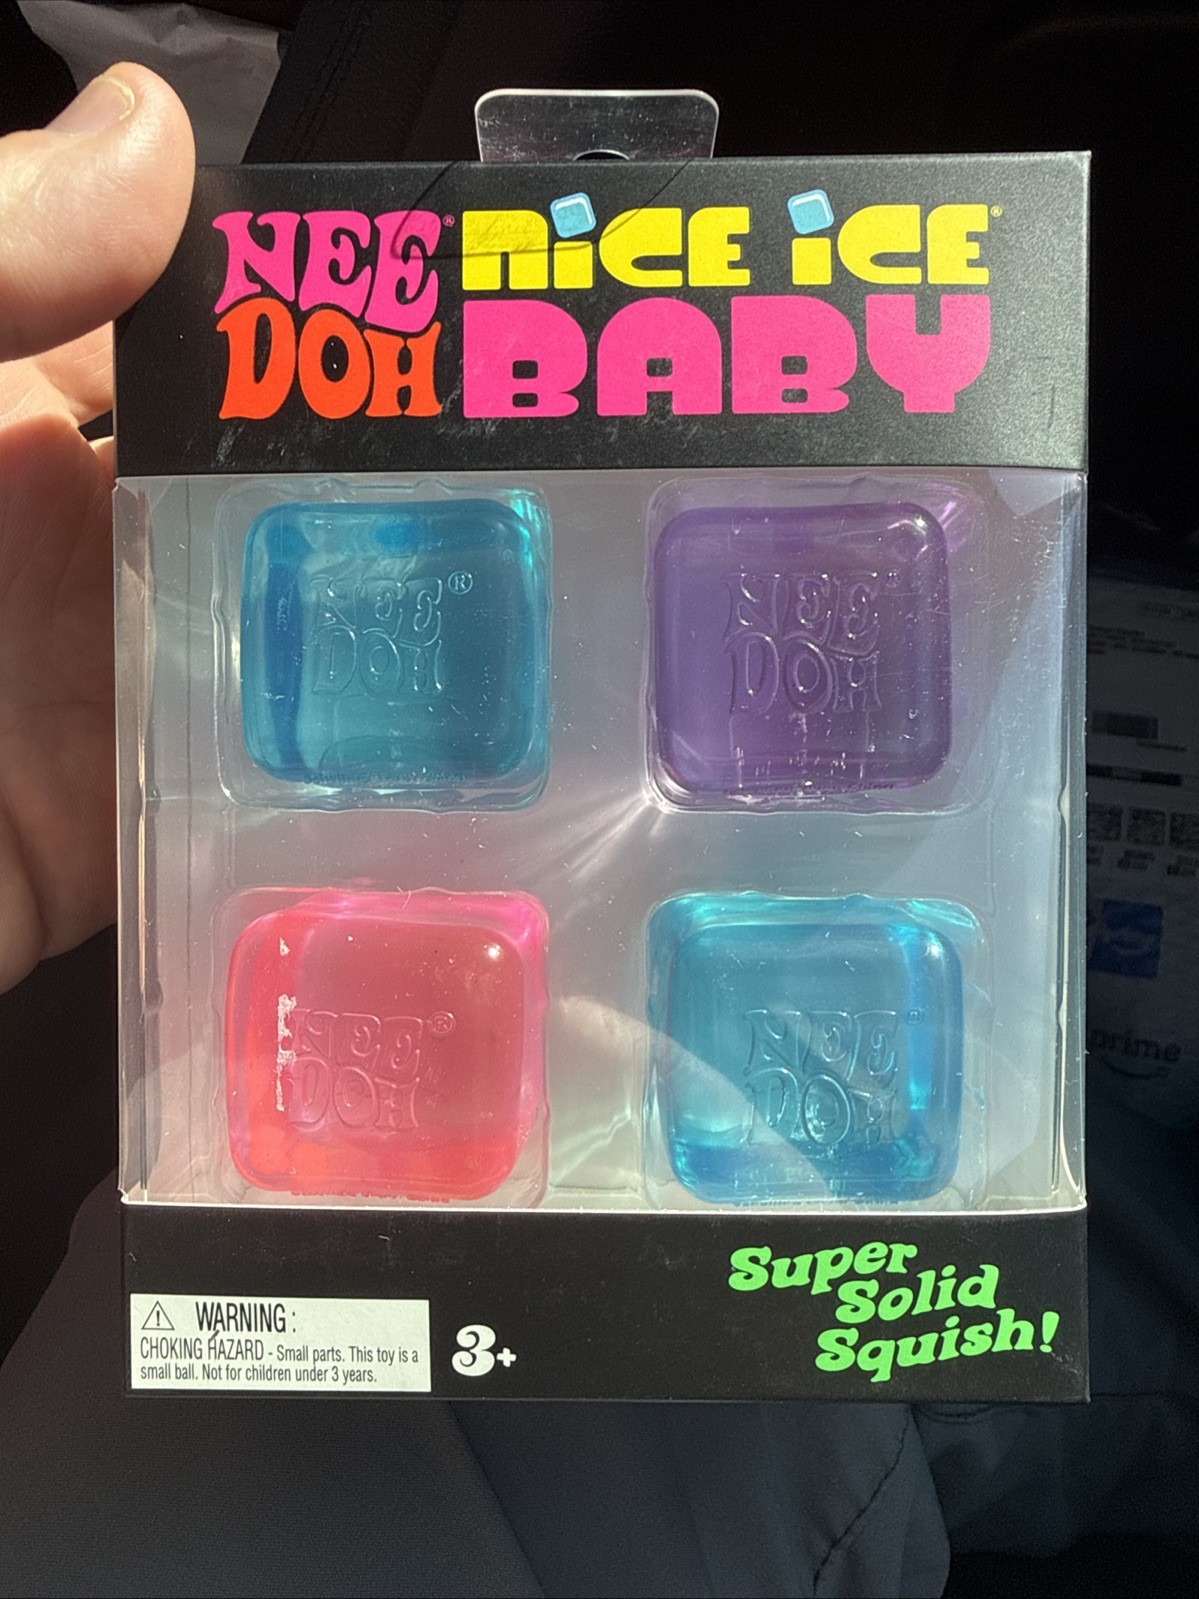 NEE® NICE ICE®
DOH BABY
NEE®
DOH
NEE®
DOH
NEE®
DOH
NEE®
DOH
prime
Super
Solid
Squish!
WARNING:
CHOKING HAZARD - Small parts. This toy is a
small ball. Not for children under 3 years.
3+